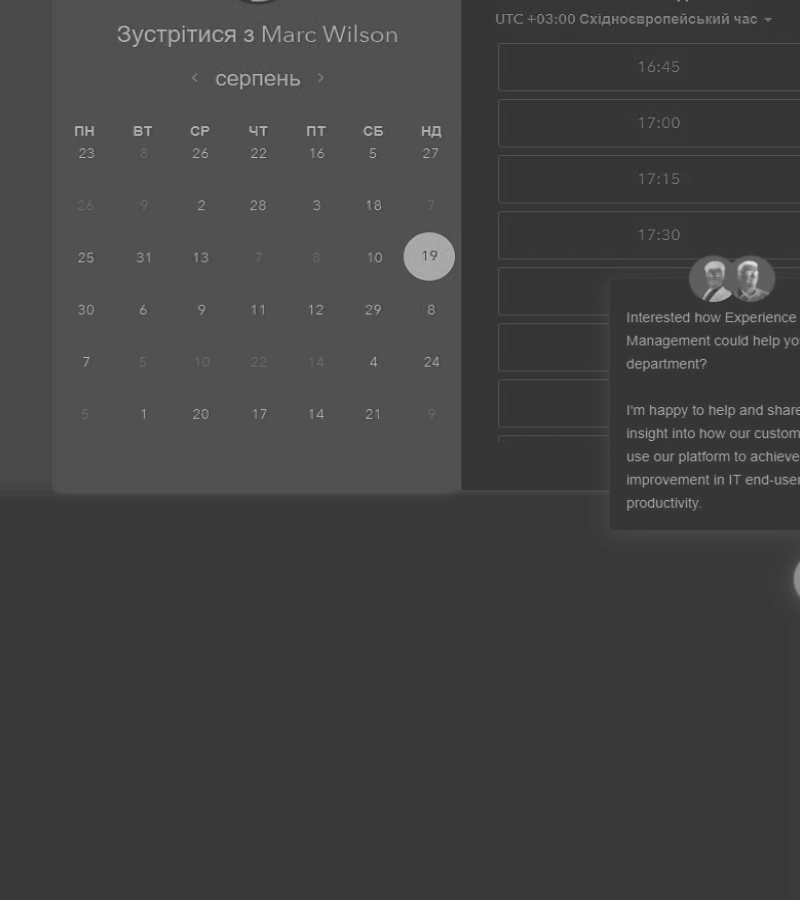 Зустрітися з Marc Wilson
серпень
ПН ВТ СР ЧТ ПТ СБ НД
23 8 26 22 16 5 27
26 9 2 28 3 18 7
25 31 13 7 8 10 19
30 6 9 11 12 29 8
7 5 10 22 14 4 24
5 1 20 17 14 21 9
UTC +03:00 Східноєвропейський час
16:45
17:00
17:15
17:30
Interested how Experience
Management could help you
department?
I'm happy to help and share
insight into how our custom
use our platform to achieve
improvement in IT end-user
productivity.